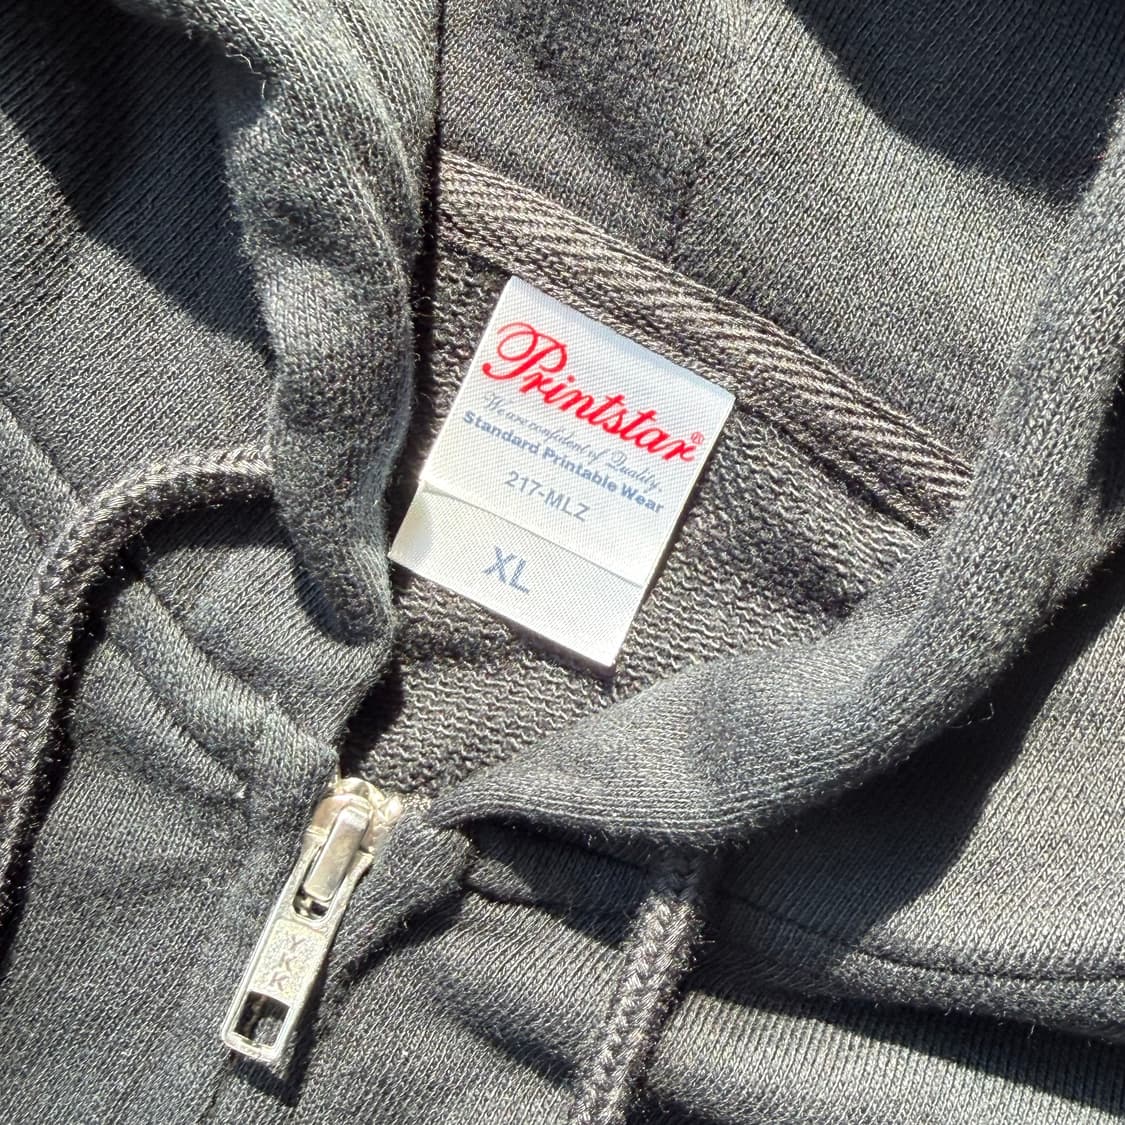 Printstar®
We are confident of Quality.
Standard Printable Wear
217-MLZ
XL
YKK